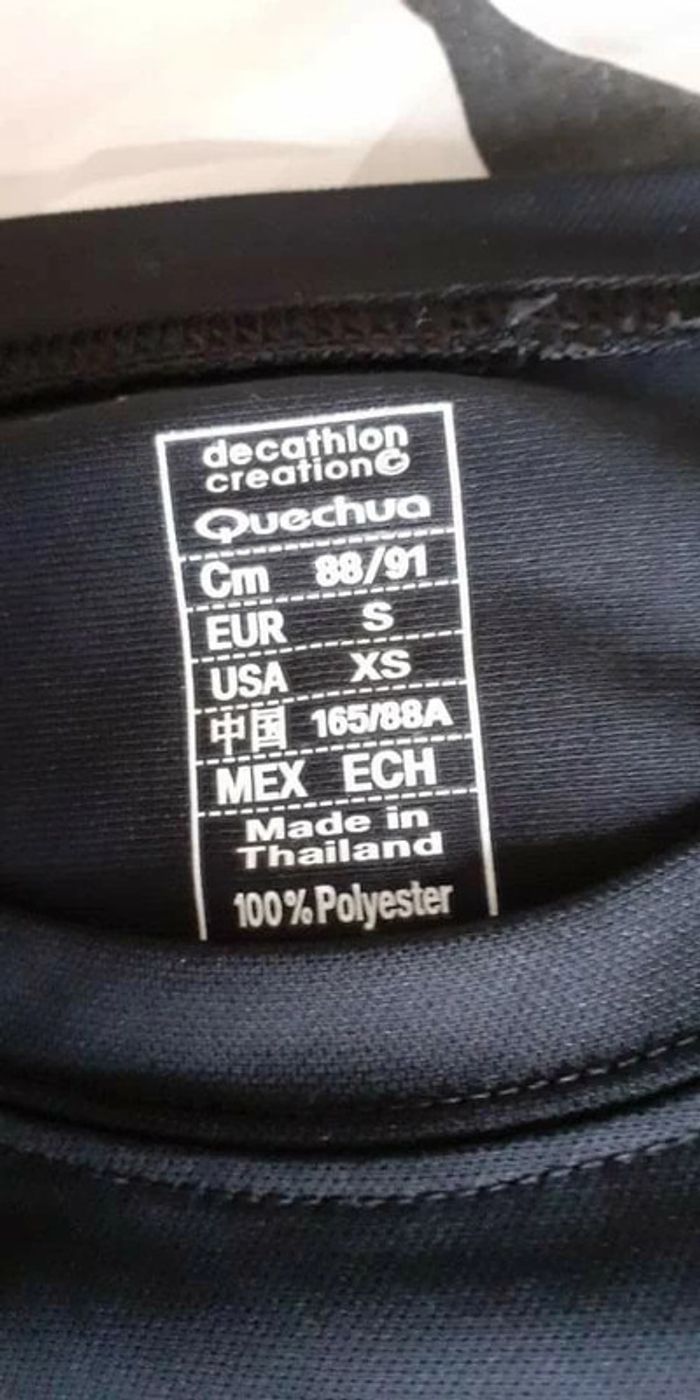 decathlon
creation©
Quechua
Cm 88/91
EUR S
USA XS
中国 165/88A
MEX ECH
Made in
Thailand
100% Polyester